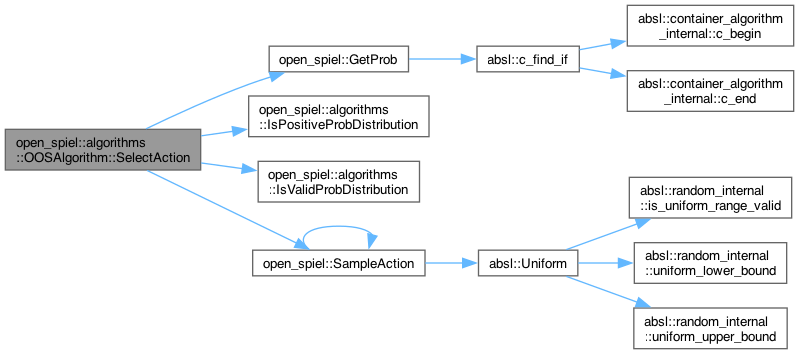 open_spiel::algorithms
::OOSAlgorithm::SelectAction
open_spiel::GetProb
absl::c_find_if
absl::container_algorithm
_internal::c_begin
absl::container_algorithm
_internal::c_end
open_spiel::algorithms
::IsPositiveProbDistribution
open_spiel::algorithms
::IsValidProbDistribution
open_spiel::SampleAction
absl::Uniform
absl::random_internal
::is_uniform_range_valid
absl::random_internal
::uniform_lower_bound
absl::random_internal
::uniform_upper_bound